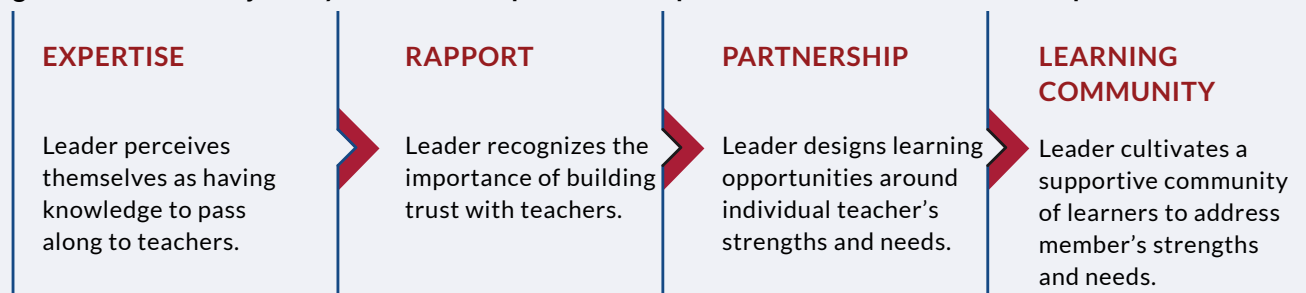 EXPERTISE
Leader perceives
themselves as having
knowledge to pass
along to teachers.
RAPPORT
Leader recognizes the
importance of building
trust with teachers.
PARTNERSHIP
Leader designs learning
opportunities around
individual teacher’s
strengths and needs.
LEARNING
COMMUNITY
Leader cultivates a
supportive community
of learners to address
member’s strengths
and needs.